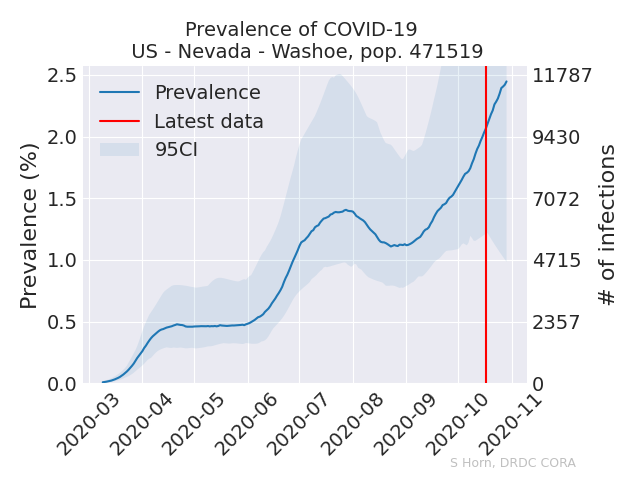 Prevalence of COVID-19
US - Nevada - Washoe, pop. 471519
Prevalence
Latest data
95CI
Prevalence (%)
2.5
2.0
1.5
1.0
0.5
0.0
11787
9430
7072
4715
2357
0
# of infections
2020-03
2020-04
2020-05
2020-06
2020-07
2020-08
2020-09
2020-10
2020-11
S Horn, DRDC CORA